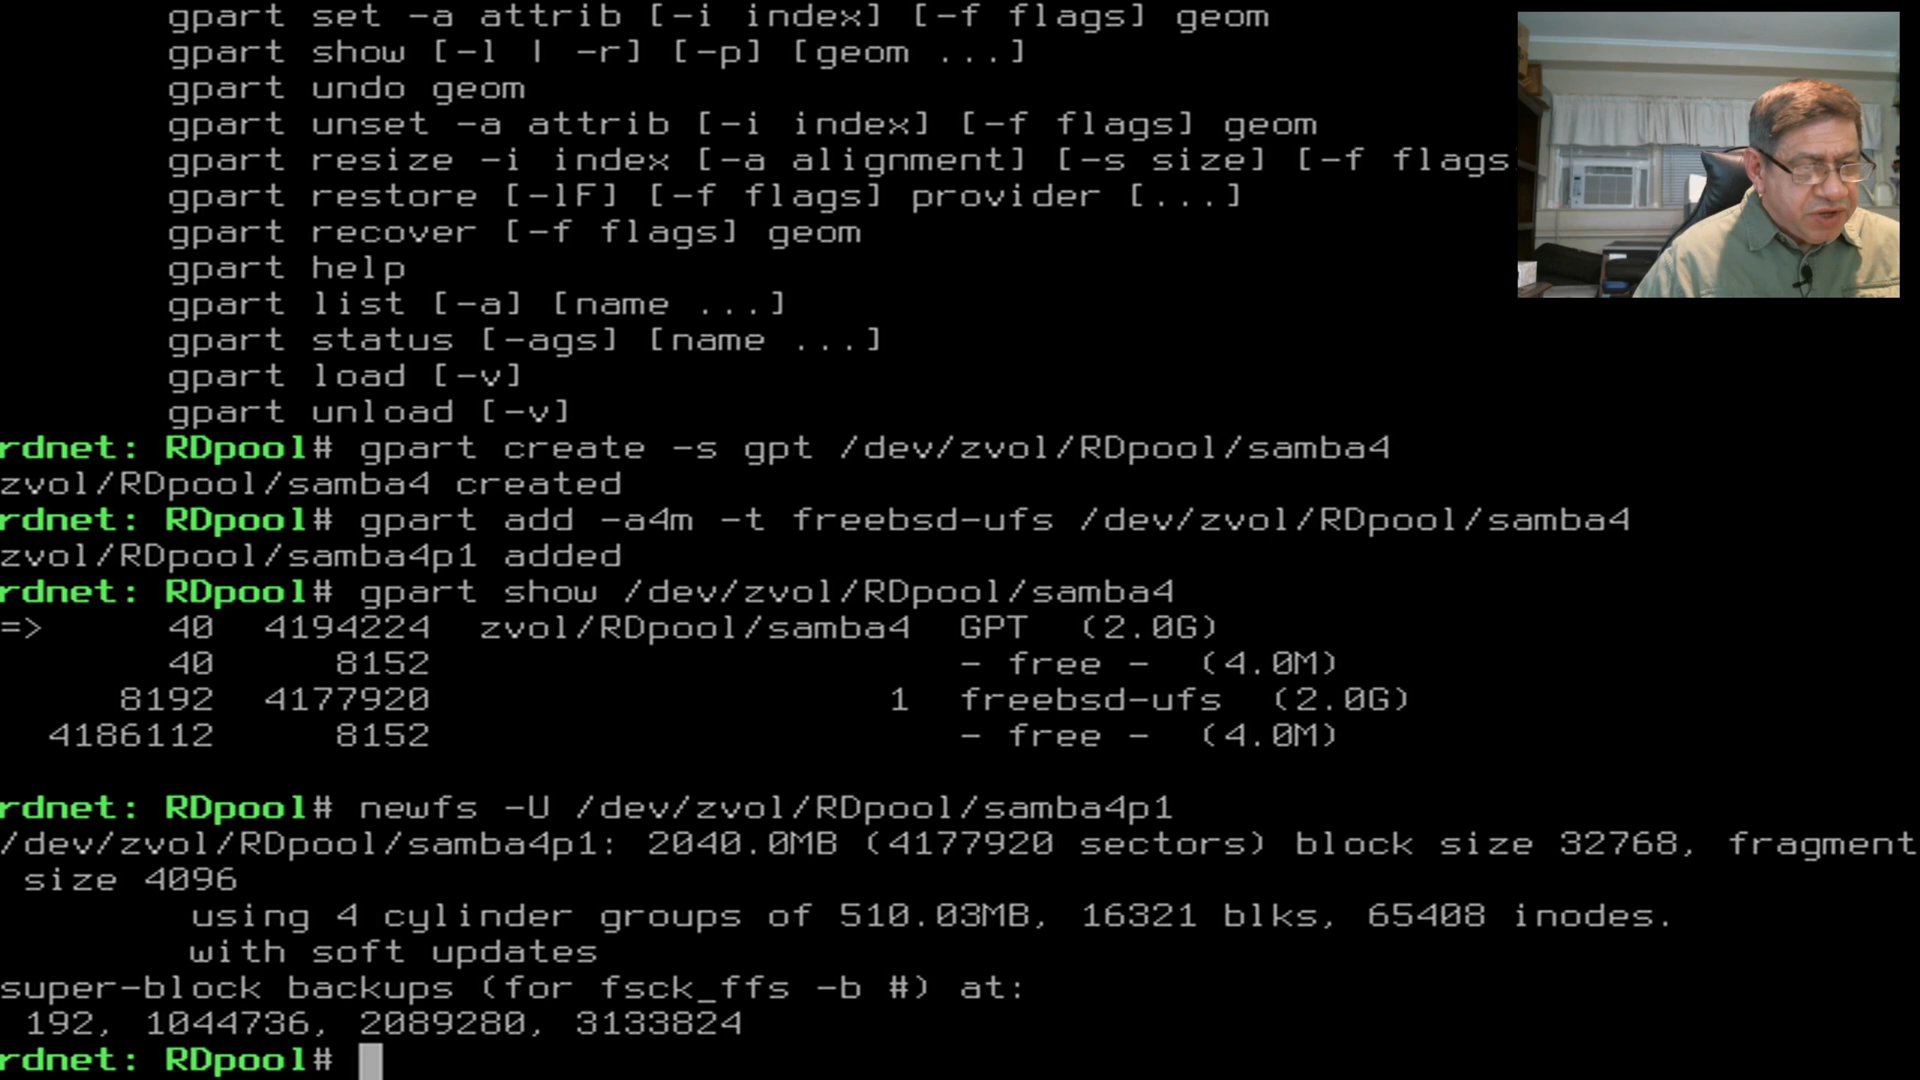 gpart set -a attrib [-i index] [-f flags] geom
gpart show [-l | -r] [-p] [geom ...]
gpart undo geom
gpart unset -a attrib [-i index] [-f flags] geom
gpart resize -i index [-a alignment] [-s size] [-f flags
gpart restore [-lF] [-f flags] provider [...]
gpart recover [-f flags] geom
gpart help
gpart list [-a] [name ...]
gpart status [-ags] [name ...]
gpart load [-v]
gpart unload [-v]
rdnet: RDpool# gpart create -s gpt /dev/zvol/RDpool/samba4
zvol/RDpool/samba4 created
rdnet: RDpool# gpart add -a4m -t freebsd-ufs /dev/zvol/RDpool/samba4
zvol/RDpool/samba4p1 added
rdnet: RDpool# gpart show /dev/zvol/RDpool/samba4
=> 40 4194224 zvol/RDpool/samba4 GPT (2.0G)
40 8152 - free - (4.0M)
8192 4177920 1 freebsd-ufs (2.0G)
4186112 8152 - free - (4.0M)
rdnet: RDpool# newfs -U /dev/zvol/RDpool/samba4p1
/dev/zvol/RDpool/samba4p1: 2040.0MB (4177920 sectors) block size 32768, fragment
size 4096
using 4 cylinder groups of 510.03MB, 16321 blks, 65408 inodes.
with soft updates
super-block backups (for fsck_ffs -b #) at:
192, 1044736, 2089280, 3133824
rdnet: RDpool#